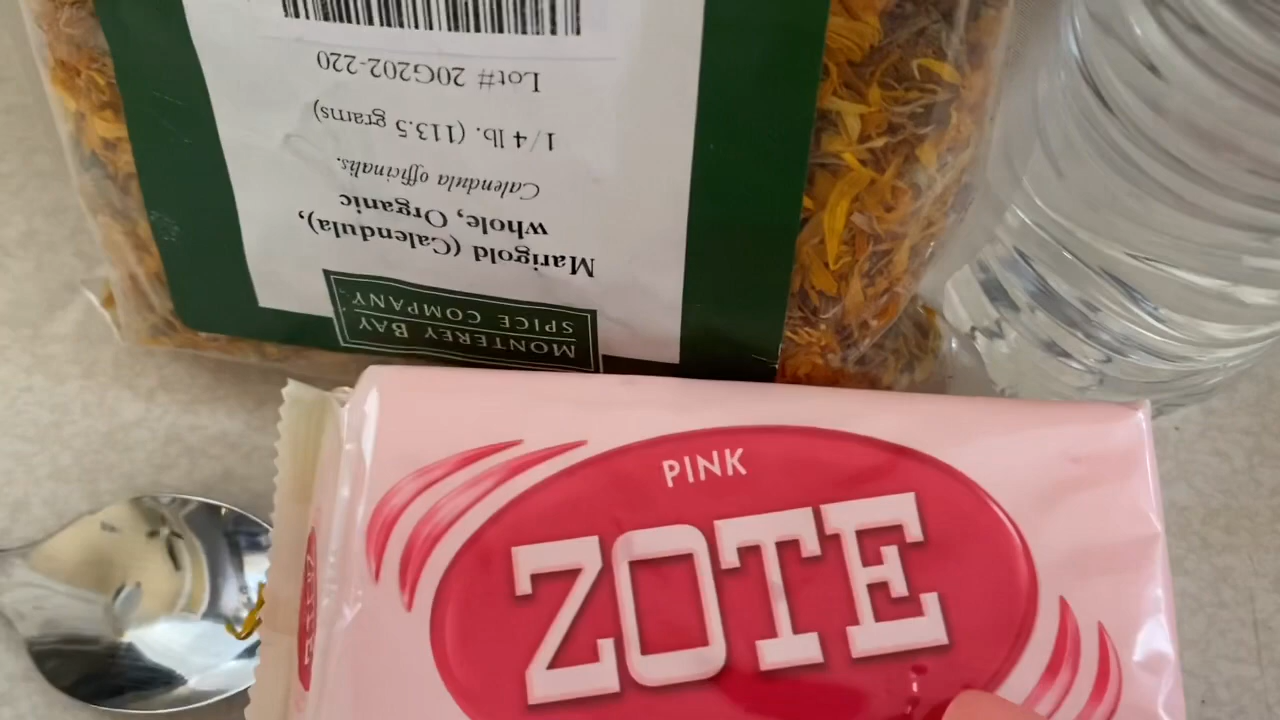 MONTEREY BAY
SPICE COMPANY
Marigold (Calendula),
whole, Organic
Calendula officinalis.
1/4 lb. (113.5 grams)
Lot# 20G202-220
PINK
ZOTE